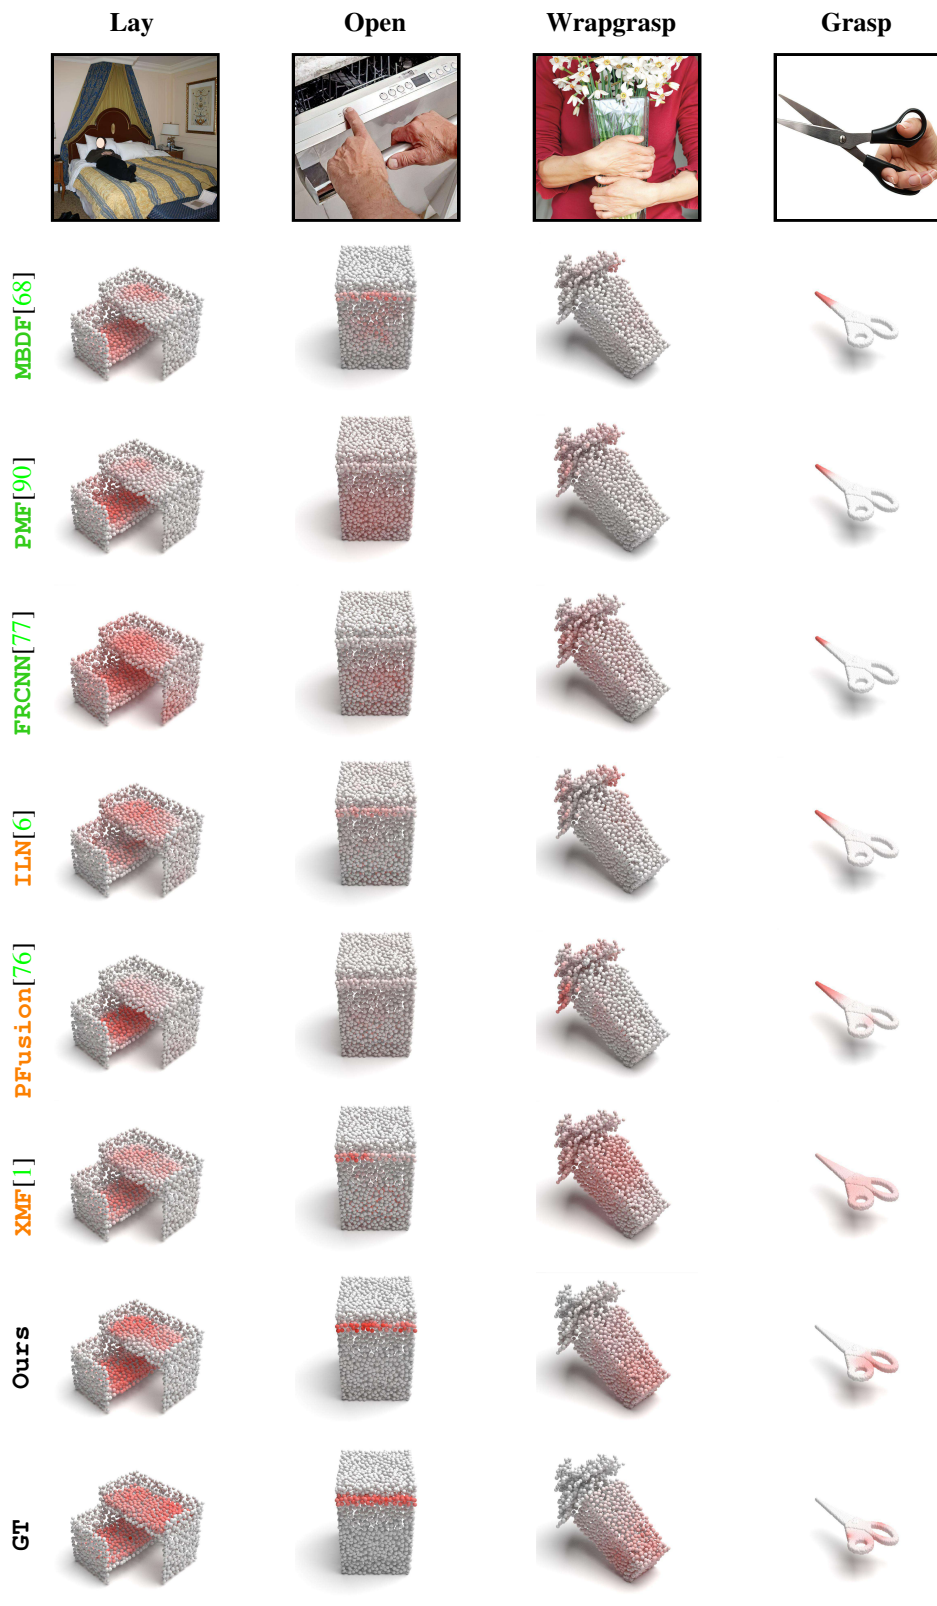 Lay Open Wrapgrasp Grasp
MBDF[68]
PMF[90]
FRCNN[77]
ILN[6]
PFusion[76]
XMF[1]
Ours
GT